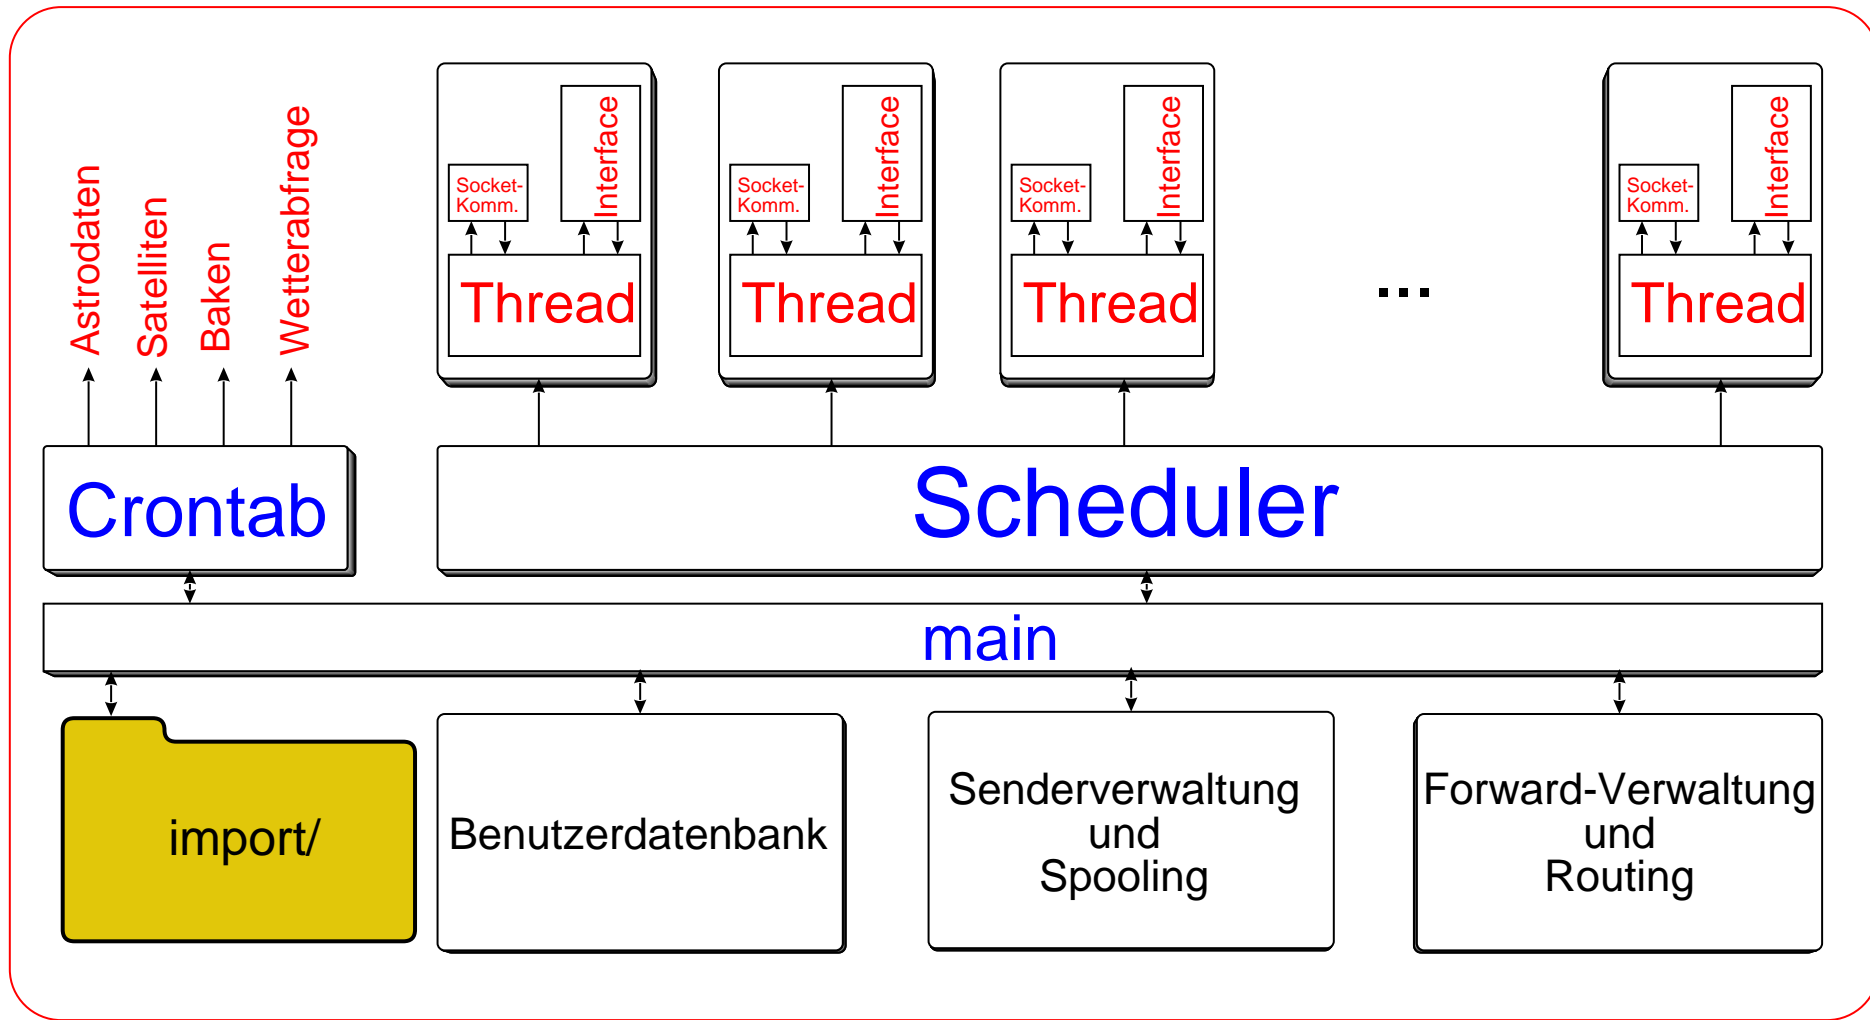 Astrodaten
Satelliten
Baken
Wetterabfrage
Socket-
Komm.
Interface
Thread
Socket-
Komm.
Interface
Thread
Socket-
Komm.
Interface
Thread
...
Socket-
Komm.
Interface
Thread
Crontab
Scheduler
main
import/
Benutzerdatenbank
Senderverwaltung
und
Spooling
Forward-Verwaltung
und
Routing